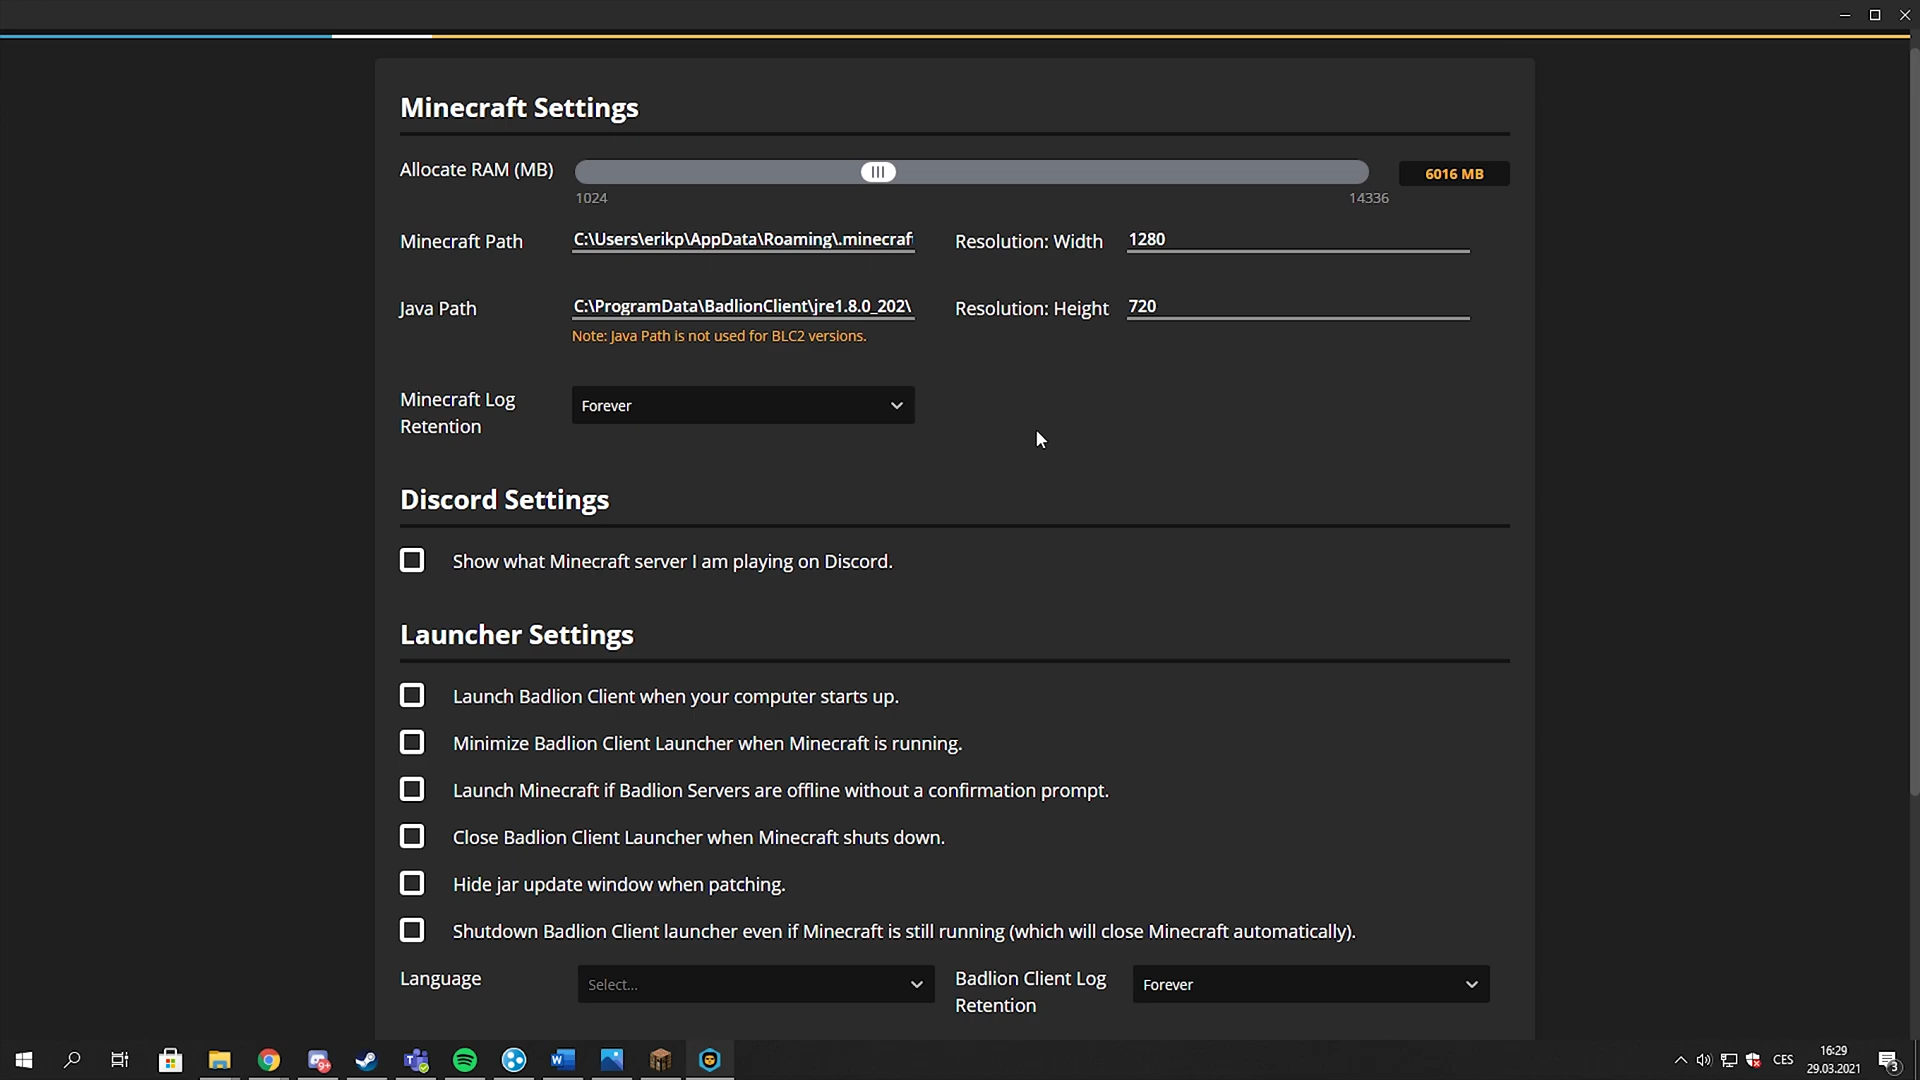 Minecraft Settings
Allocate RAM (MB)
6016 MB
1024
14336
Minecraft Path
C:\Users\erikp\AppData\Roaming\.minecraf
Resolution: Width
1280
Java Path
C:\ProgramData\BadlionClient\jre1.8.0_202\
Resolution: Height
720
Note: Java Path is not used for BLC2 versions.
Minecraft Log
Retention
Forever
Discord Settings
Show what Minecraft server I am playing on Discord.
Launcher Settings
Launch Badlion Client when your computer starts up.
Minimize Badlion Client Launcher when Minecraft is running.
Launch Minecraft if Badlion Servers are offline without a confirmation prompt.
Close Badlion Client Launcher when Minecraft shuts down.
Hide jar update window when patching.
Shutdown Badlion Client launcher even if Minecraft is still running (which will close Minecraft automatically).
Language
Select...
Badlion Client Log
Retention
Forever
9+
CES
16:29
29.03.2021
3